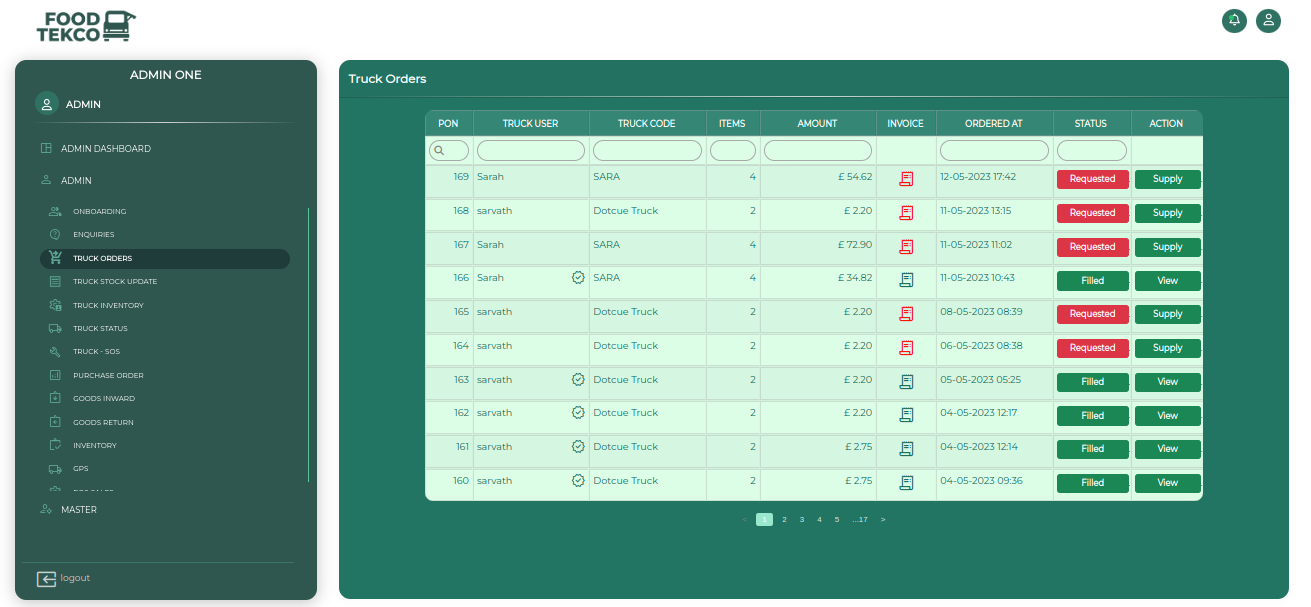 FOOD
TEKCO
ADMIN ONE
ADMIN
ADMIN DASHBOARD
ADMIN
ONBOARDING
ENQUIRIES
TRUCK ORDERS
TRUCK STOCK UPDATE
TRUCK INVENTORY
TRUCK STATUS
TRUCK - SOS
PURCHASE ORDER
GOODS INWARD
GOODS RETURN
INVENTORY
GPS
MASTER
logout
Truck Orders
PON TRUCK USER TRUCK CODE ITEMS AMOUNT INVOICE ORDERED AT STATUS ACTION
169 Sarah SARA 4 £ 54.62 12-05-2023 17:42 Requested Supply
168 sarvath Dotcue Truck 2 £ 2.20 11-05-2023 13:15 Requested Supply
167 Sarah SARA 4 £ 72.90 11-05-2023 11:02 Requested Supply
166 Sarah SARA 4 £ 34.82 11-05-2023 10:43 Filled View
165 sarvath Dotcue Truck 2 £ 2.20 08-05-2023 08:39 Requested Supply
164 sarvath Dotcue Truck 2 £ 2.20 06-05-2023 08:38 Requested Supply
163 sarvath Dotcue Truck 2 £ 2.20 05-05-2023 05:25 Filled View
162 sarvath Dotcue Truck 2 £ 2.20 04-05-2023 12:17 Filled View
161 sarvath Dotcue Truck 2 £ 2.75 04-05-2023 12:14 Filled View
160 sarvath Dotcue Truck 2 £ 2.75 04-05-2023 09:36 Filled View
< 1 2 3 4 5 ...17 >